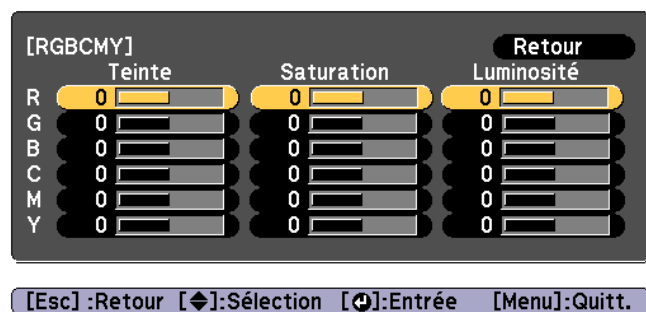 [RGBCMY] Retour
Teinte Saturation Luminosité
R 0 0 0
G 0 0 0
B 0 0 0
C 0 0 0
M 0 0 0
Y 0 0 0
[Esc] :Retour [◆]:Sélection [↵]:Entrée [Menu]:Quitt.